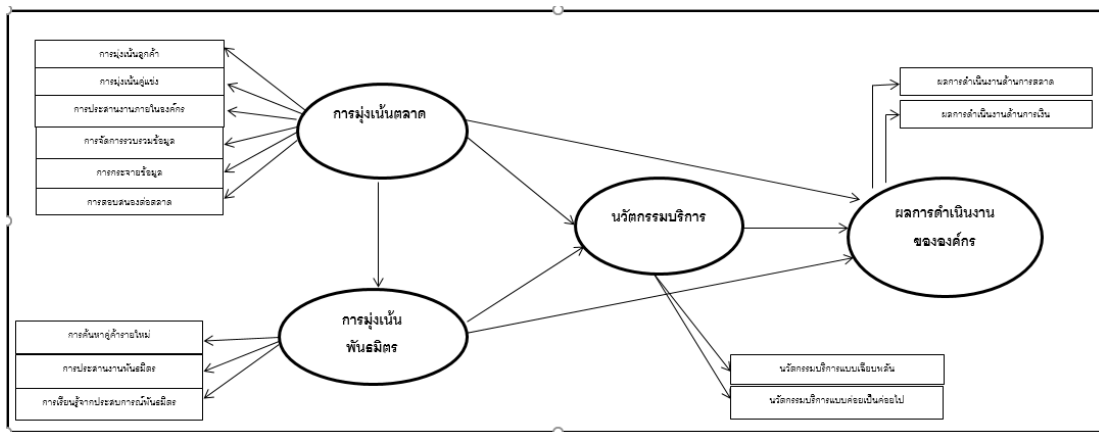 การมุ่งเน้นลูกค้า
การมุ่งเน้นคู่แข่ง
การประสานงานภายในองค์กร
การจัดการรวบรวมข้อมูล
การกระจายข้อมูล
การตอบสนองต่อตลาด
การมุ่งเน้นตลาด
ผลการดำเนินงานด้านการตลาด
ผลการดำเนินงานด้านการเงิน
นวัตกรรมบริการ
ผลการดำเนินงาน
ขององค์กร
การมุ่งเน้น
พันธมิตร
การค้นหาคู่ค้ารายใหม่
การประสานงานพันธมิตร
การเรียนรู้จากประสบการณ์พันธมิตร
นวัตกรรมบริการแบบเฉียบพลัน
นวัตกรรมบริการแบบค่อยเป็นค่อยไป